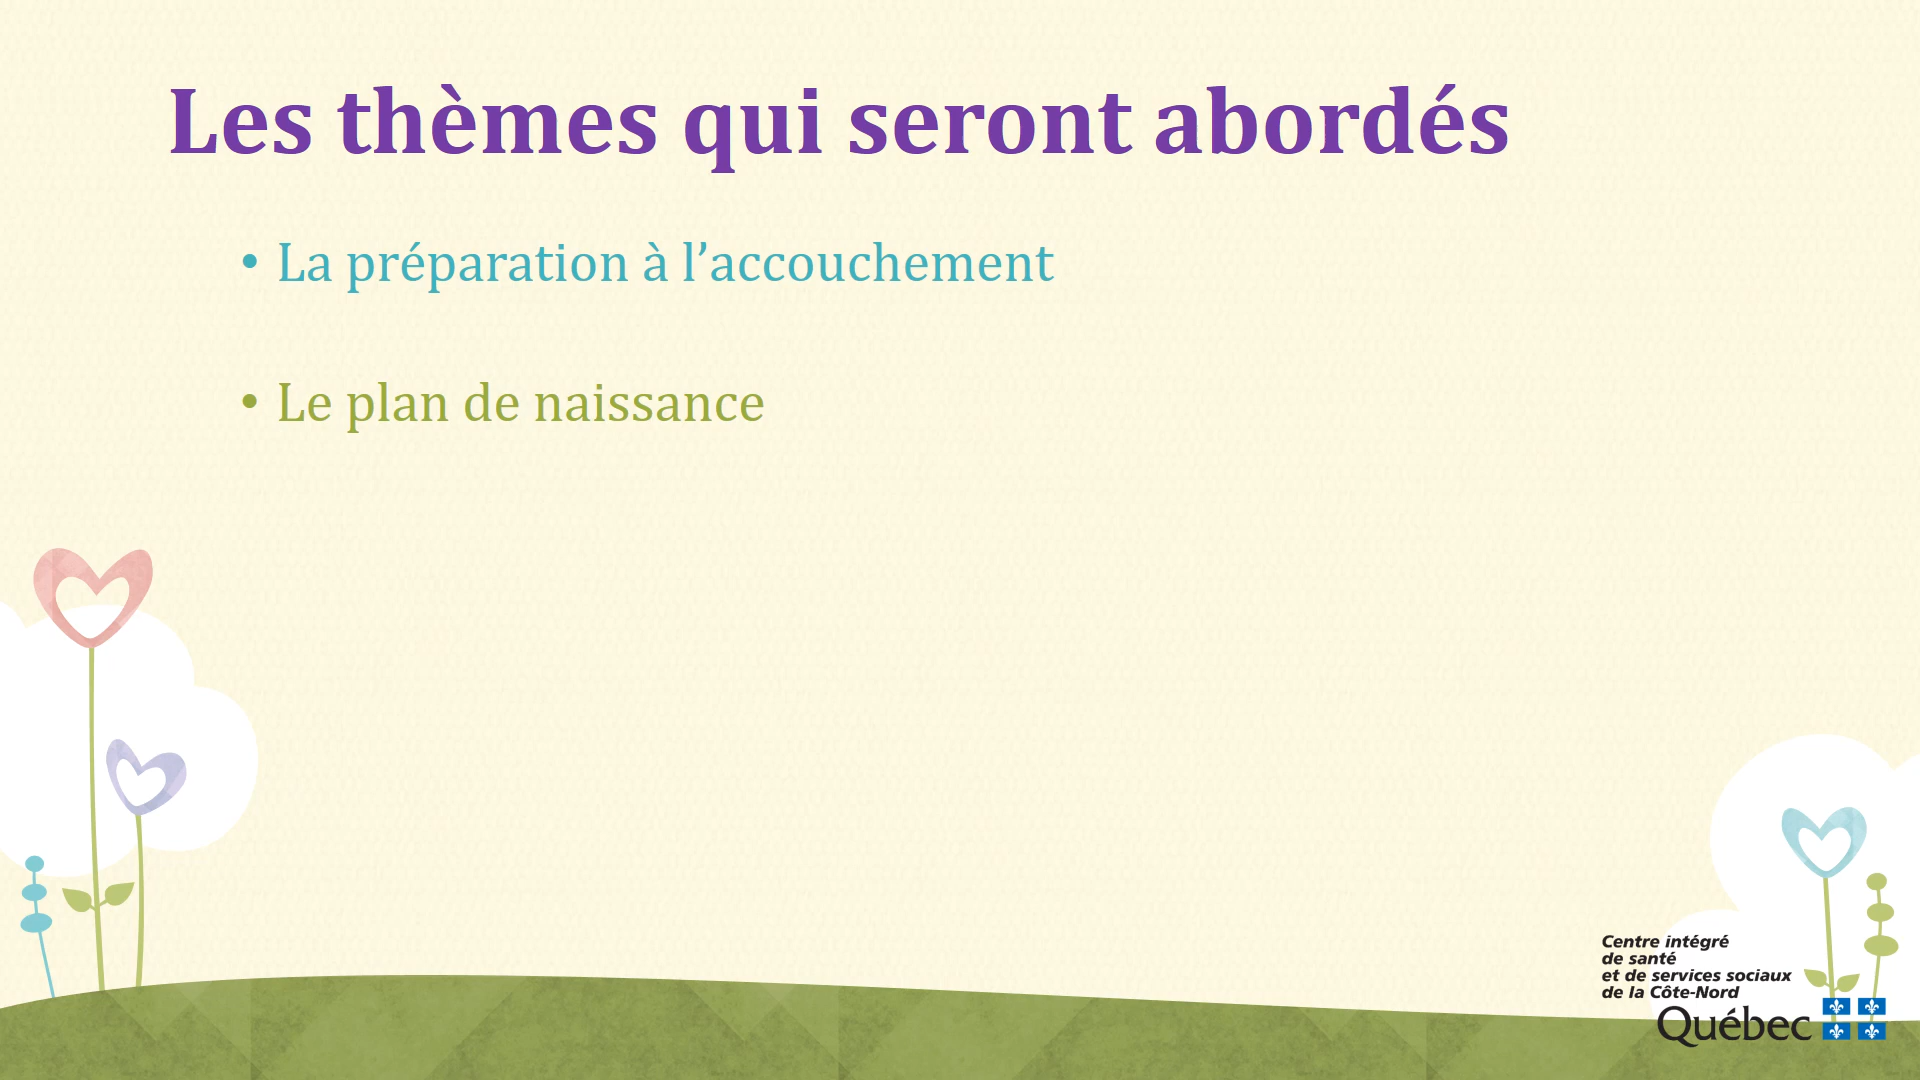 Les thèmes qui seront abordés
• La préparation à l’accouchement
• Le plan de naissance
Centre intégré
de santé
et de services sociaux
de la Côte-Nord
Québec